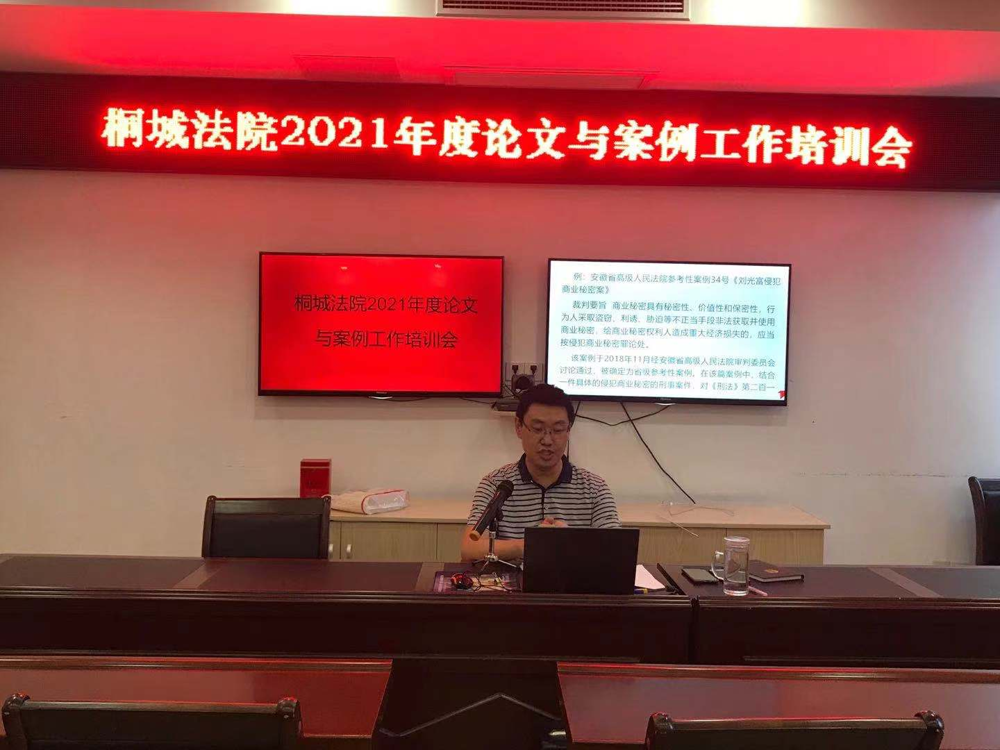 桐城法院2021年度论文与案例工作培训会
桐城法院2021年度论文
与案例工作培训会
例：安徽省高级人民法院参考性案例34号《刘光富侵犯
商业秘密案》
裁判要旨 商业秘密具有秘密性、价值性和保密性，行
为人采取盗窃、利诱、胁迫等不正当手段非法获取并使用
商业秘密，给商业秘密权利人造成重大经济损失的，应当
按侵犯商业秘密罪论处。
该案例于2018年11月经安徽省高级人民法院审判委员会
讨论通过，被确定为省级参考性案例。在该篇案例中，结合
一件具体的侵犯商业秘密的刑事案件，对《刑法》第二百一